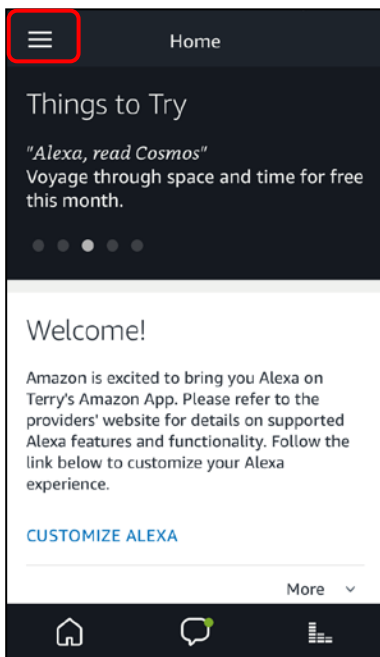 Home
Things to Try
"Alexa, read Cosmos"
Voyage through space and time for free
this month.
Welcome!
Amazon is excited to bring you Alexa on
Terry's Amazon App. Please refer to the
providers' website for details on supported
Alexa features and functionality. Follow the
link below to customize your Alexa
experience.
CUSTOMIZE ALEXA
More